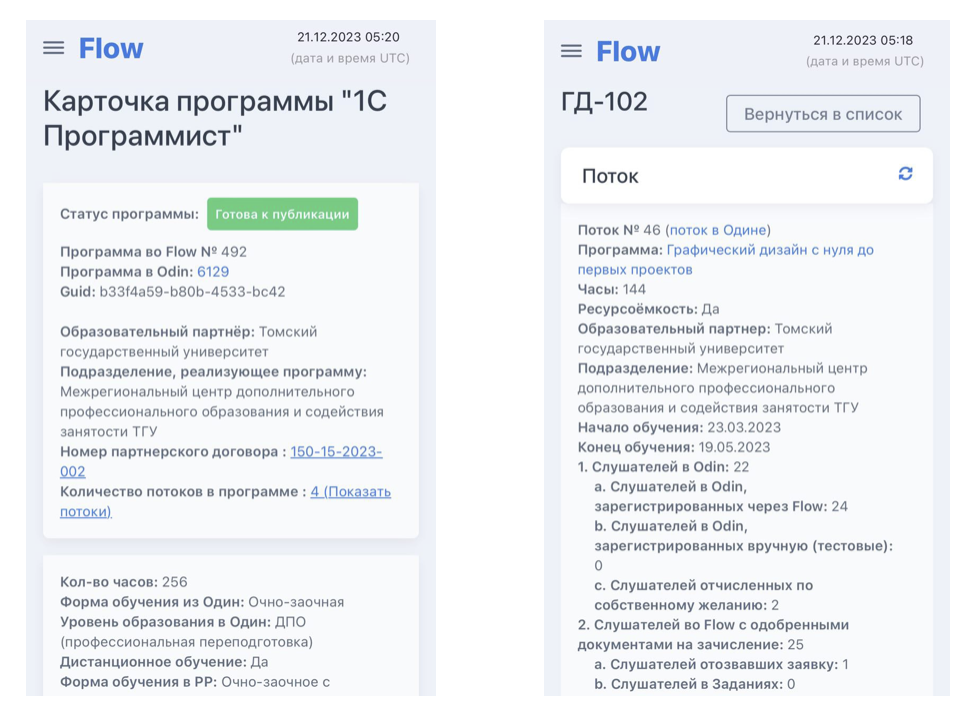 Flow
21.12.2023 05:20
(дата и время UTC)
Карточка программы "1С
Программист"
Статус программы: Готова к публикации
Программа во Flow № 492
Программа в Odin: 6129
Guid: b33f4a59-b80b-4533-bc42
Образовательный партнёр: Томский
государственный университет
Подразделение, реализующее программу:
Межрегиональный центр дополнительного
профессионального образования и содействия
занятости ТГУ
Номер партнерского договора : 150-15-2023-
002
Количество потоков в программе : 4 (Показать
потоки)
Кол-во часов: 256
Форма обучения из Один: Очно-заочная
Уровень образования в Один: ДПО
(профессиональная переподготовка)
Дистанционное обучение: Да
Форма обучения в РР: Очно-заочное с
Flow
21.12.2023 05:18
(дата и время UTC)
ГД-102
Вернуться в список
Поток
Поток № 46 (поток в Одине)
Программа: Графический дизайн с нуля до
первых проектов
Часы: 144
Ресурсоёмкость: Да
Образовательный партнер: Томский
государственный университет
Подразделение: Межрегиональный центр
дополнительного профессионального
образования и содействия занятости ТГУ
Начало обучения: 23.03.2023
Конец обучения: 19.05.2023
1. Слушателей в Odin: 22
a. Слушателей в Odin,
зарегистрированных через Flow: 24
b. Слушателей в Odin,
зарегистрированных вручную (тестовые):
0
c. Слушателей отчисленных по
собственному желанию: 2
2. Слушателей во Flow с одобренными
документами на зачисление: 25
a. Слушателей отозвавших заявку: 1
b. Слушателей в Заданиях: 0